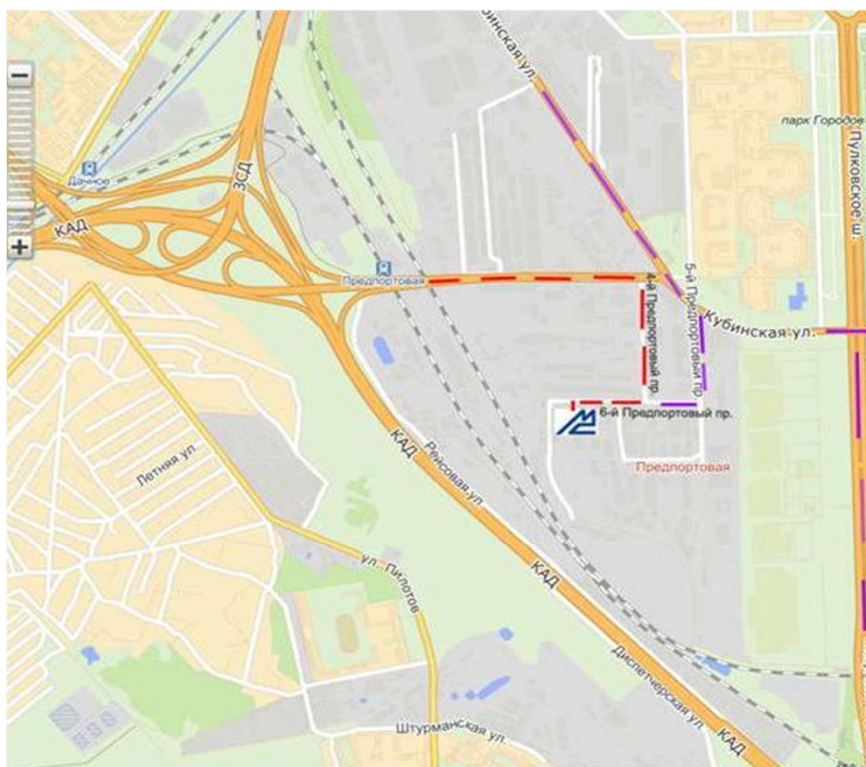 Кубинская ул.
парк Городов
Пулковское ш.
Дачное
ЗСД
КАД
Предпортовая
4-й Предпортовый пр.
5-й Предпортовый пр.
Кубинская ул.
6-й Предпортовый пр.
Предпортовая
Летняя ул.
КАД
Рейсовая ул.
КАД
ул. Пилотов
Диспетчерская ул.
Штурманская ул.
КАД